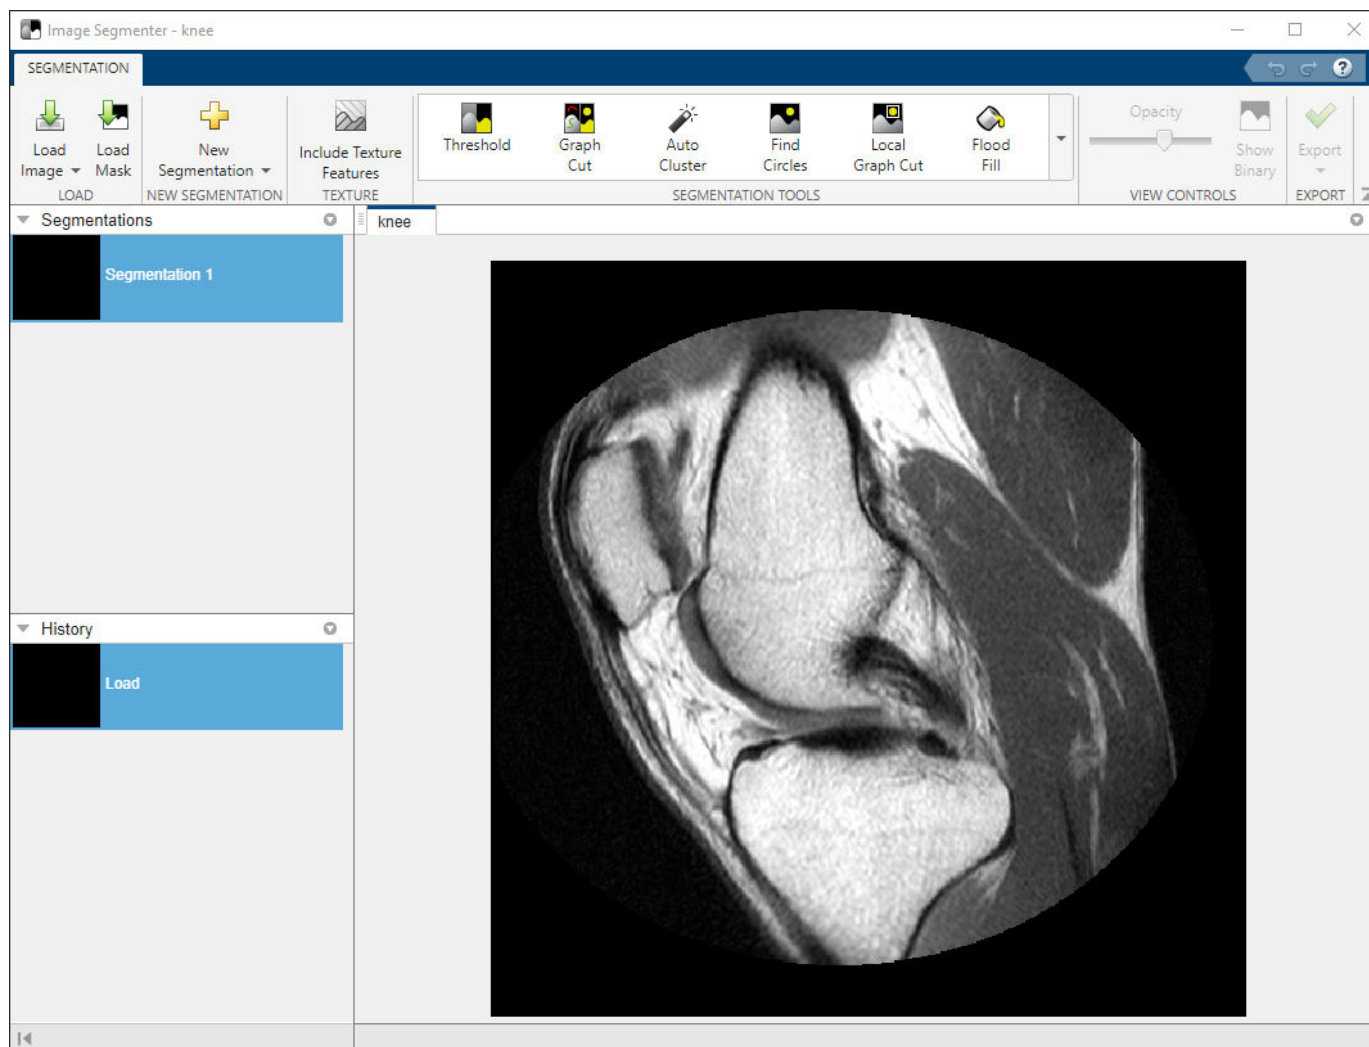 Image Segmenter - knee
SEGMENTATION
?
Load
Image
Load
Mask
New
Segmentation
Include Texture
Features
Threshold
Graph
Cut
Auto
Cluster
Find
Circles
Local
Graph Cut
Flood
Fill
Opacity
Show
Binary
Export
LOAD
NEW SEGMENTATION
TEXTURE
SEGMENTATION TOOLS
VIEW CONTROLS
EXPORT
Segmentations
knee
Segmentation 1
History
Load